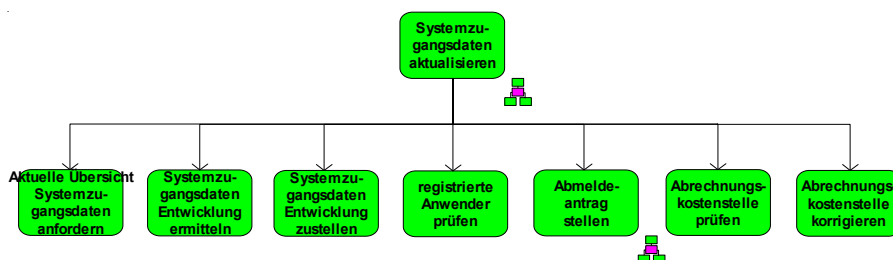 Systemzu-
gangsdaten
aktualisieren
Aktuelle Übersicht
Systemzu-
gangsdaten
anfordern
Systemzu-
gangsdaten
Entwicklung
ermitteln
Systemzu-
gangsdaten
Entwicklung
zustellen
registrierte
Anwender
prüfen
Abmelde-
antrag
stellen
Abrechnungs-
kostenstelle
prüfen
Abrechnungs
kostenstelle
korrigieren